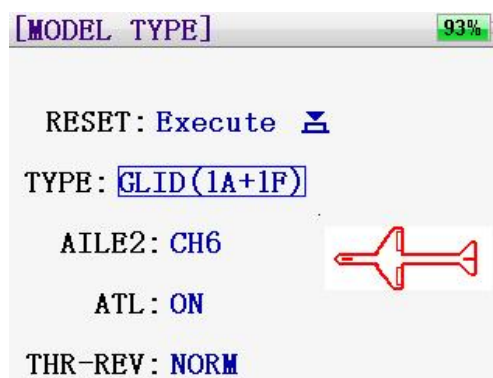 [MODEL TYPE] 93%
RESET: Execute
TYPE: GLID(1A+1F)
AILE2: CH6
ATL: ON
THR-REV: NORM